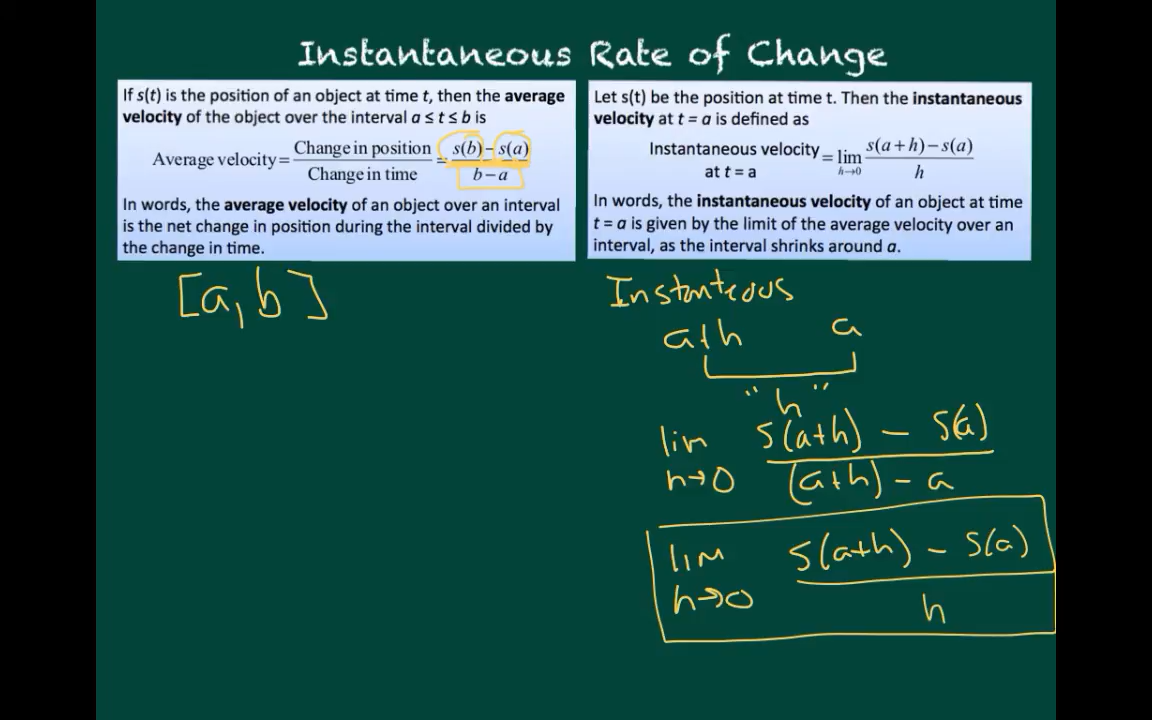 Instantaneous Rate of Change
If s(t) is the position of an object at time t, then the average
velocity of the object over the interval a ≤ t ≤ b is
Average velocity = Change in position / Change in time = s(b) − s(a) / b − a
In words, the average velocity of an object over an interval
is the net change in position during the interval divided by
the change in time.
Let s(t) be the position at time t. Then the instantaneous
velocity at t = a is defined as
Instantaneous velocity at t = a = lim h→0 s(a + h) − s(a) / h
In words, the instantaneous velocity of an object at time
t = a is given by the limit of the average velocity over an
interval, as the interval shrinks around a.
[a, b]
Instanteous
a+h a
"h"
lim h→0 s(a+h) − s(a) / (a+h) − a
lim h→0 s(a+h) − s(a) / h